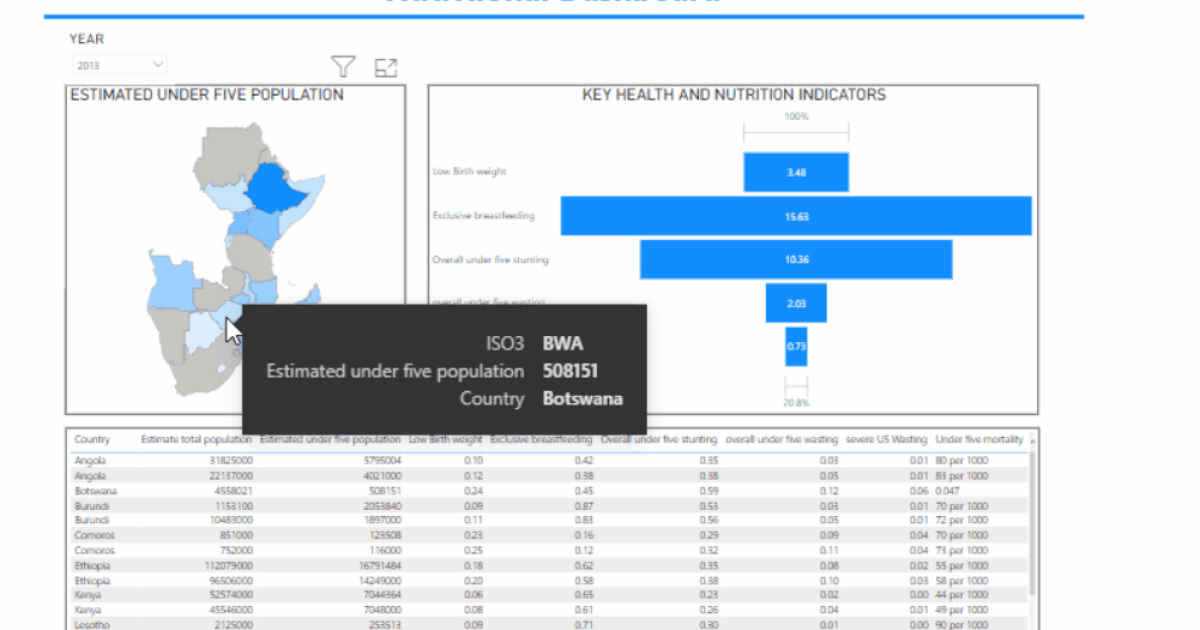 YEAR
2013
ESTIMATED UNDER FIVE POPULATION
KEY HEALTH AND NUTRITION INDICATORS
100%
Low Birth weight
3.48
Exclusive breastfeeding
15.63
Overall under five stunting
10.36
overall under five wasting
2.03
0.73
20.8%
ISO3 BWA
Estimated under five population 508151
Country Botswana
Country Estimate total population Estimated under five population Low Birth weight Exclusive breastfeeding Overall under five stunting overall under five wasting severe U5 Wasting Under five mortality
Angola 31825000 5795004 0.10 0.42 0.35 0.03 0.01 80 per 1000
Angola 22137000 4021000 0.12 0.38 0.38 0.05 0.01 83 per 1000
Botswana 4558021 508151 0.24 0.45 0.59 0.12 0.06 0.047
Burundi 1153100 2053840 0.09 0.87 0.53 0.03 0.01 70 per 1000
Burundi 10483000 1897000 0.11 0.83 0.56 0.05 0.01 72 per 1000
Comoros 851000 123508 0.23 0.16 0.29 0.09 0.04 70 per 1000
Comoros 752000 116000 0.25 0.12 0.32 0.11 0.04 73 per 1000
Ethiopia 112079000 16791484 0.18 0.62 0.35 0.08 0.02 55 per 1000
Ethiopia 96506000 14249000 0.20 0.58 0.38 0.10 0.03 58 per 1000
Kenya 52574000 7044364 0.06 0.65 0.23 0.02 0.00 44 per 1000
Kenya 45546000 7048000 0.08 0.61 0.26 0.04 0.01 49 per 1000
Lesotho 2125000 253513 0.09 0.71 0.30 0.01 0.00 90 per 1000